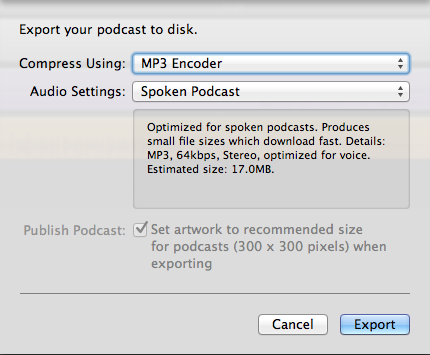 Export your podcast to disk.
Compress Using: MP3 Encoder
Audio Settings: Spoken Podcast
Optimized for spoken podcasts. Produces
small file sizes which download fast. Details:
MP3, 64kbps, Stereo, optimized for voice.
Estimated size: 17.0MB.
Publish Podcast: Set artwork to recommended size
for podcasts (300 x 300 pixels) when
exporting
Cancel Export